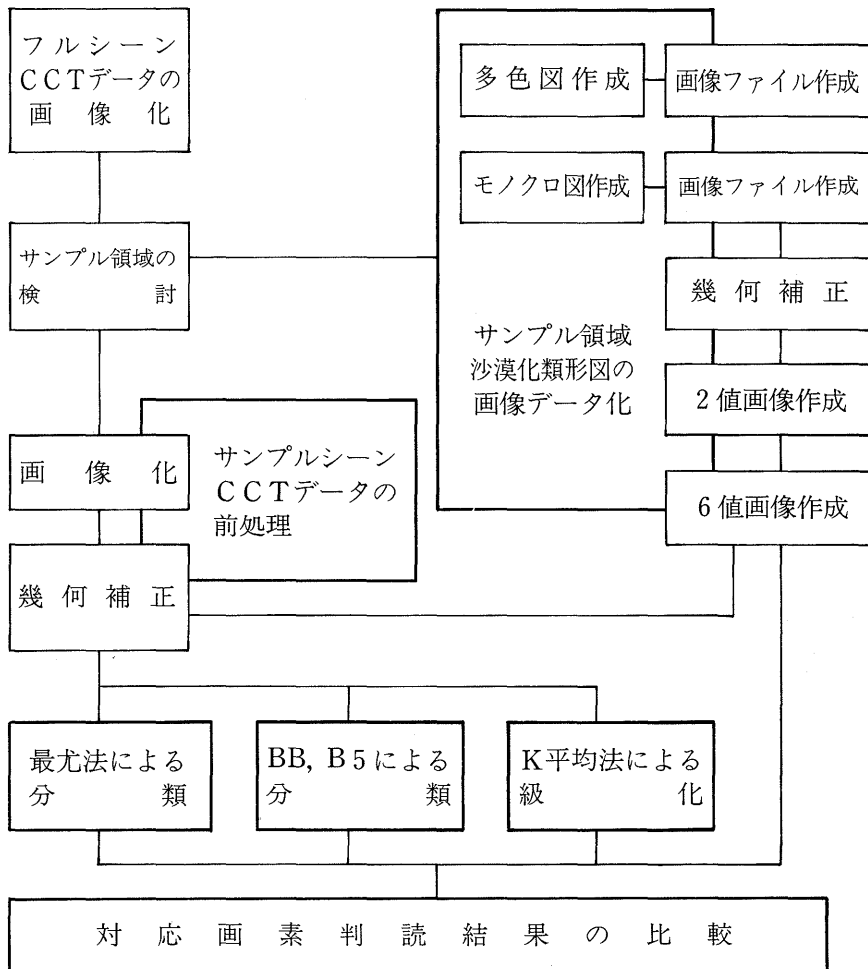 フルシーン
CCTデータの
画像化
サンプル領域の
検討
画像化
サンプルシーン
CCTデータの
前処理
幾何補正
多色図作成
画像ファイル作成
モノクロ図作成
画像ファイル作成
幾何補正
サンプル領域
沙漠化類形図の
画像データ化
2値画像作成
6値画像作成
最尤法による
分類
BB, B5による
分類
K平均法による
級化
対応画素判読結果の比較